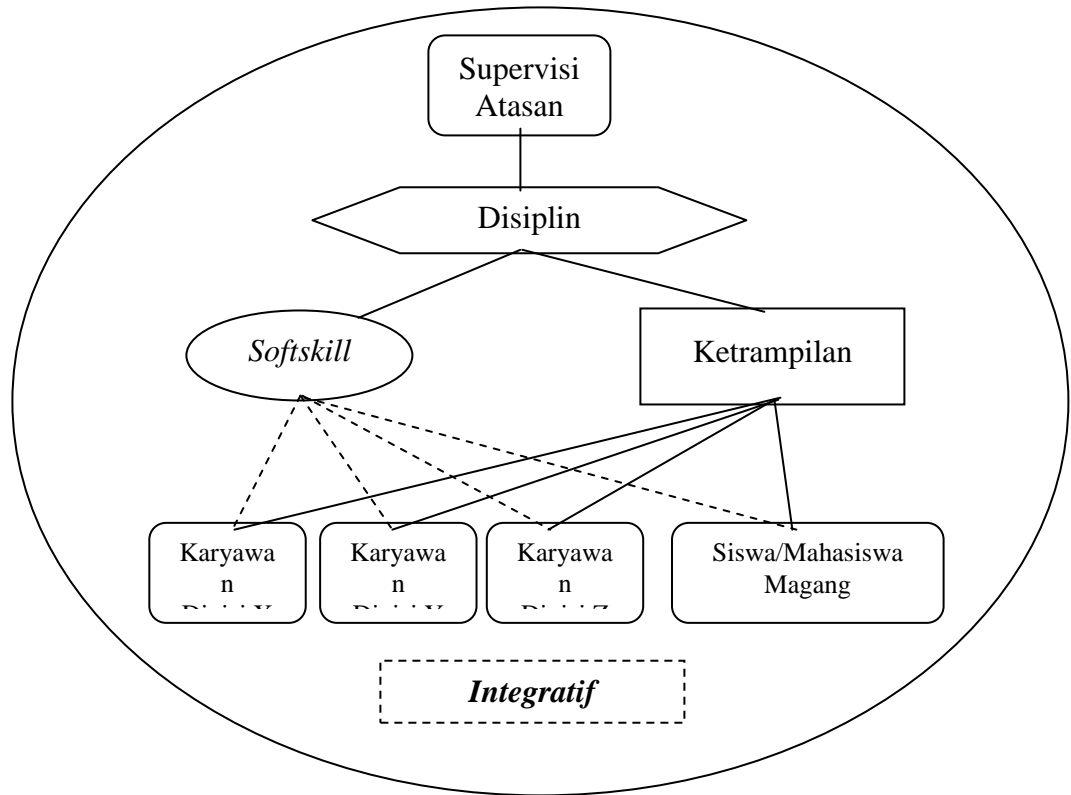 Supervisi
Atasan
Disiplin
Softskill
Ketrampilan
Karyawa
n
Karyawa
n
Karyawa
n
Siswa/Mahasiswa
Magang
Integratif